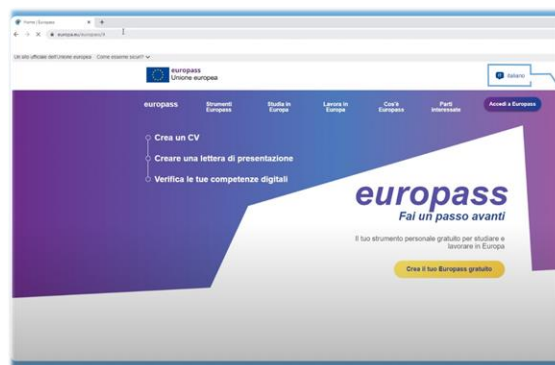 Home | Europass
europa.eu/europass/it
Un sito ufficiale dell'Unione europea Come esserne sicuri?
europass
Unione europea
italiano
europass
Strumenti Europass
Studia in Europa
Lavora in Europa
Cos'è Europass
Parti interessate
Accedi a Europass
Crea un CV
Creare una lettera di presentazione
Verifica le tue competenze digitali
europass
Fai un passo avanti
Il tuo strumento personale gratuito per studiare e
lavorare in Europa
Crea il tuo Europass gratuito